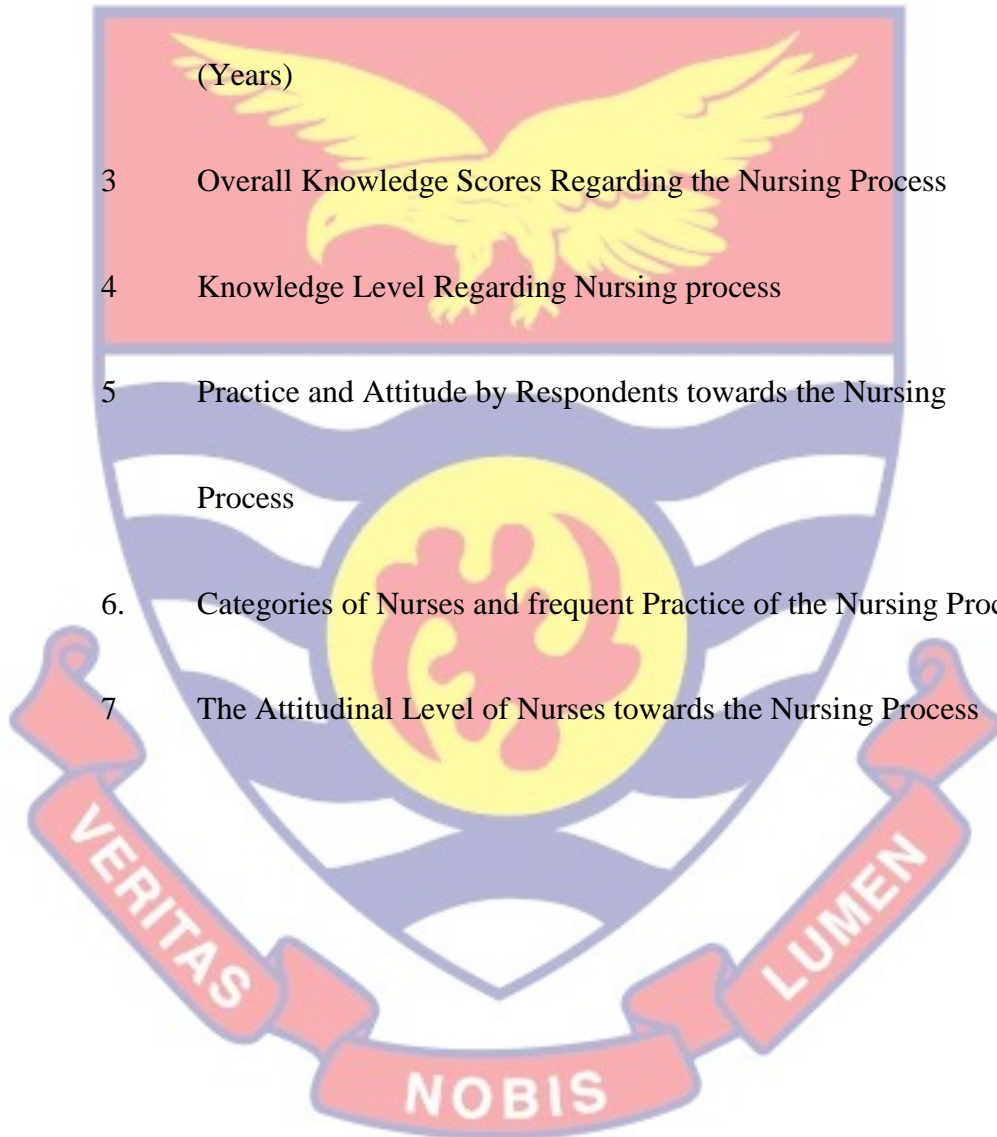 (Years)
3 Overall Knowledge Scores Regarding the Nursing Process
4 Knowledge Level Regarding Nursing process
5 Practice and Attitude by Respondents towards the Nursing
Process
6. Categories of Nurses and frequent Practice of the Nursing Proc
7 The Attitudinal Level of Nurses towards the Nursing Process
VERITAS
NOBIS
LUMEN